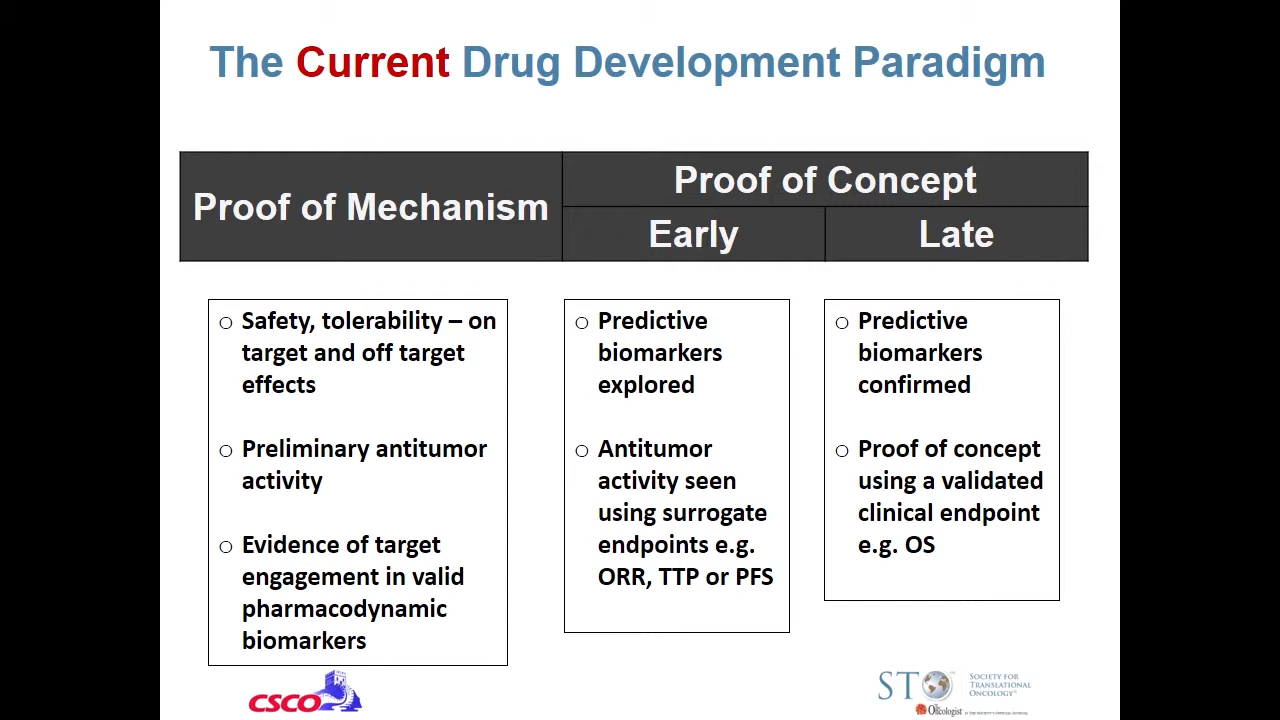 The Current Drug Development Paradigm
Proof of Mechanism
Proof of Concept
Early
Late
Safety, tolerability – on
target and off target
effects
Preliminary antitumor
activity
Evidence of target
engagement in valid
pharmacodynamic
biomarkers
Predictive
biomarkers
explored
Antitumor
activity seen
using surrogate
endpoints e.g.
ORR, TTP or PFS
Predictive
biomarkers
confirmed
Proof of concept
using a validated
clinical endpoint
e.g. OS
CSCO
STO
SOCIETY FOR
TRANSLATIONAL
ONCOLOGY
The Oncologist